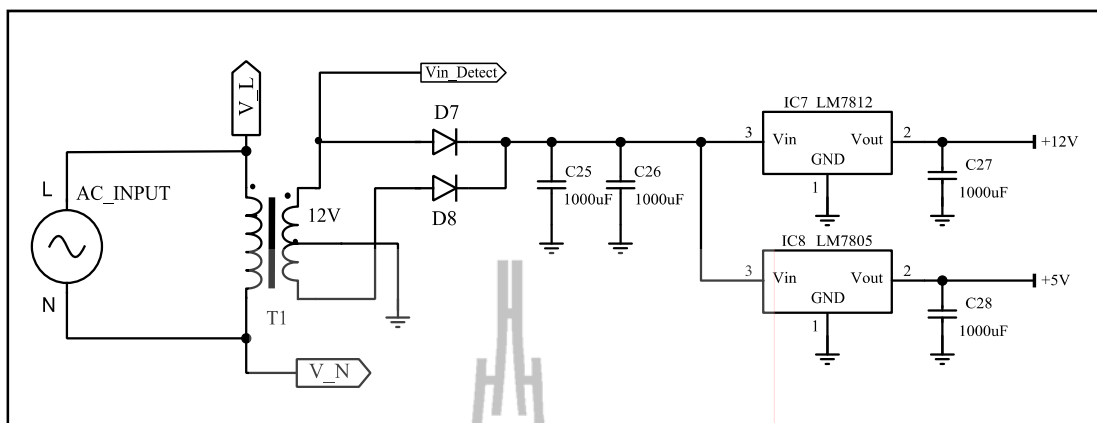 Vin_Detect
V_L
D7
IC7 LM7812
3
Vin
Vout
2
+12V
GND
1
C25
1000uF
C26
1000uF
C27
1000uF
L
AC_INPUT
12V
D8
N
T1
V_N
IC8 LM7805
3
Vin
Vout
2
+5V
GND
1
C28
1000uF